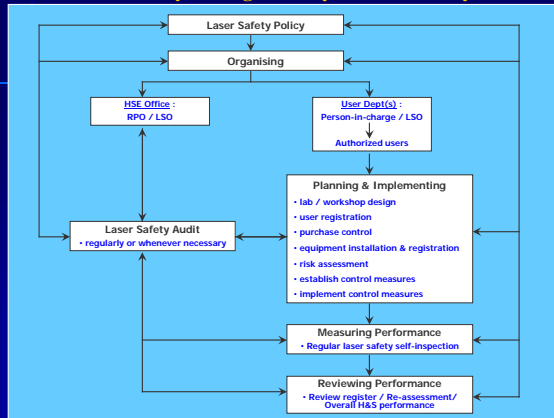 Laser Safety Policy
Organising
HSE Office :
RPO / LSO
User Dept(s) :
Person-in-charge / LSO
Authorized users
Planning & Implementing
• lab / workshop design
• user registration
• purchase control
• equipment installation & registration
• risk assessment
• establish control measures
• implement control measures
Laser Safety Audit
• regularly or whenever necessary
Measuring Performance
• Regular laser safety self-inspection
Reviewing Performance
• Review register / Re-assessment/
Overall H&S performance